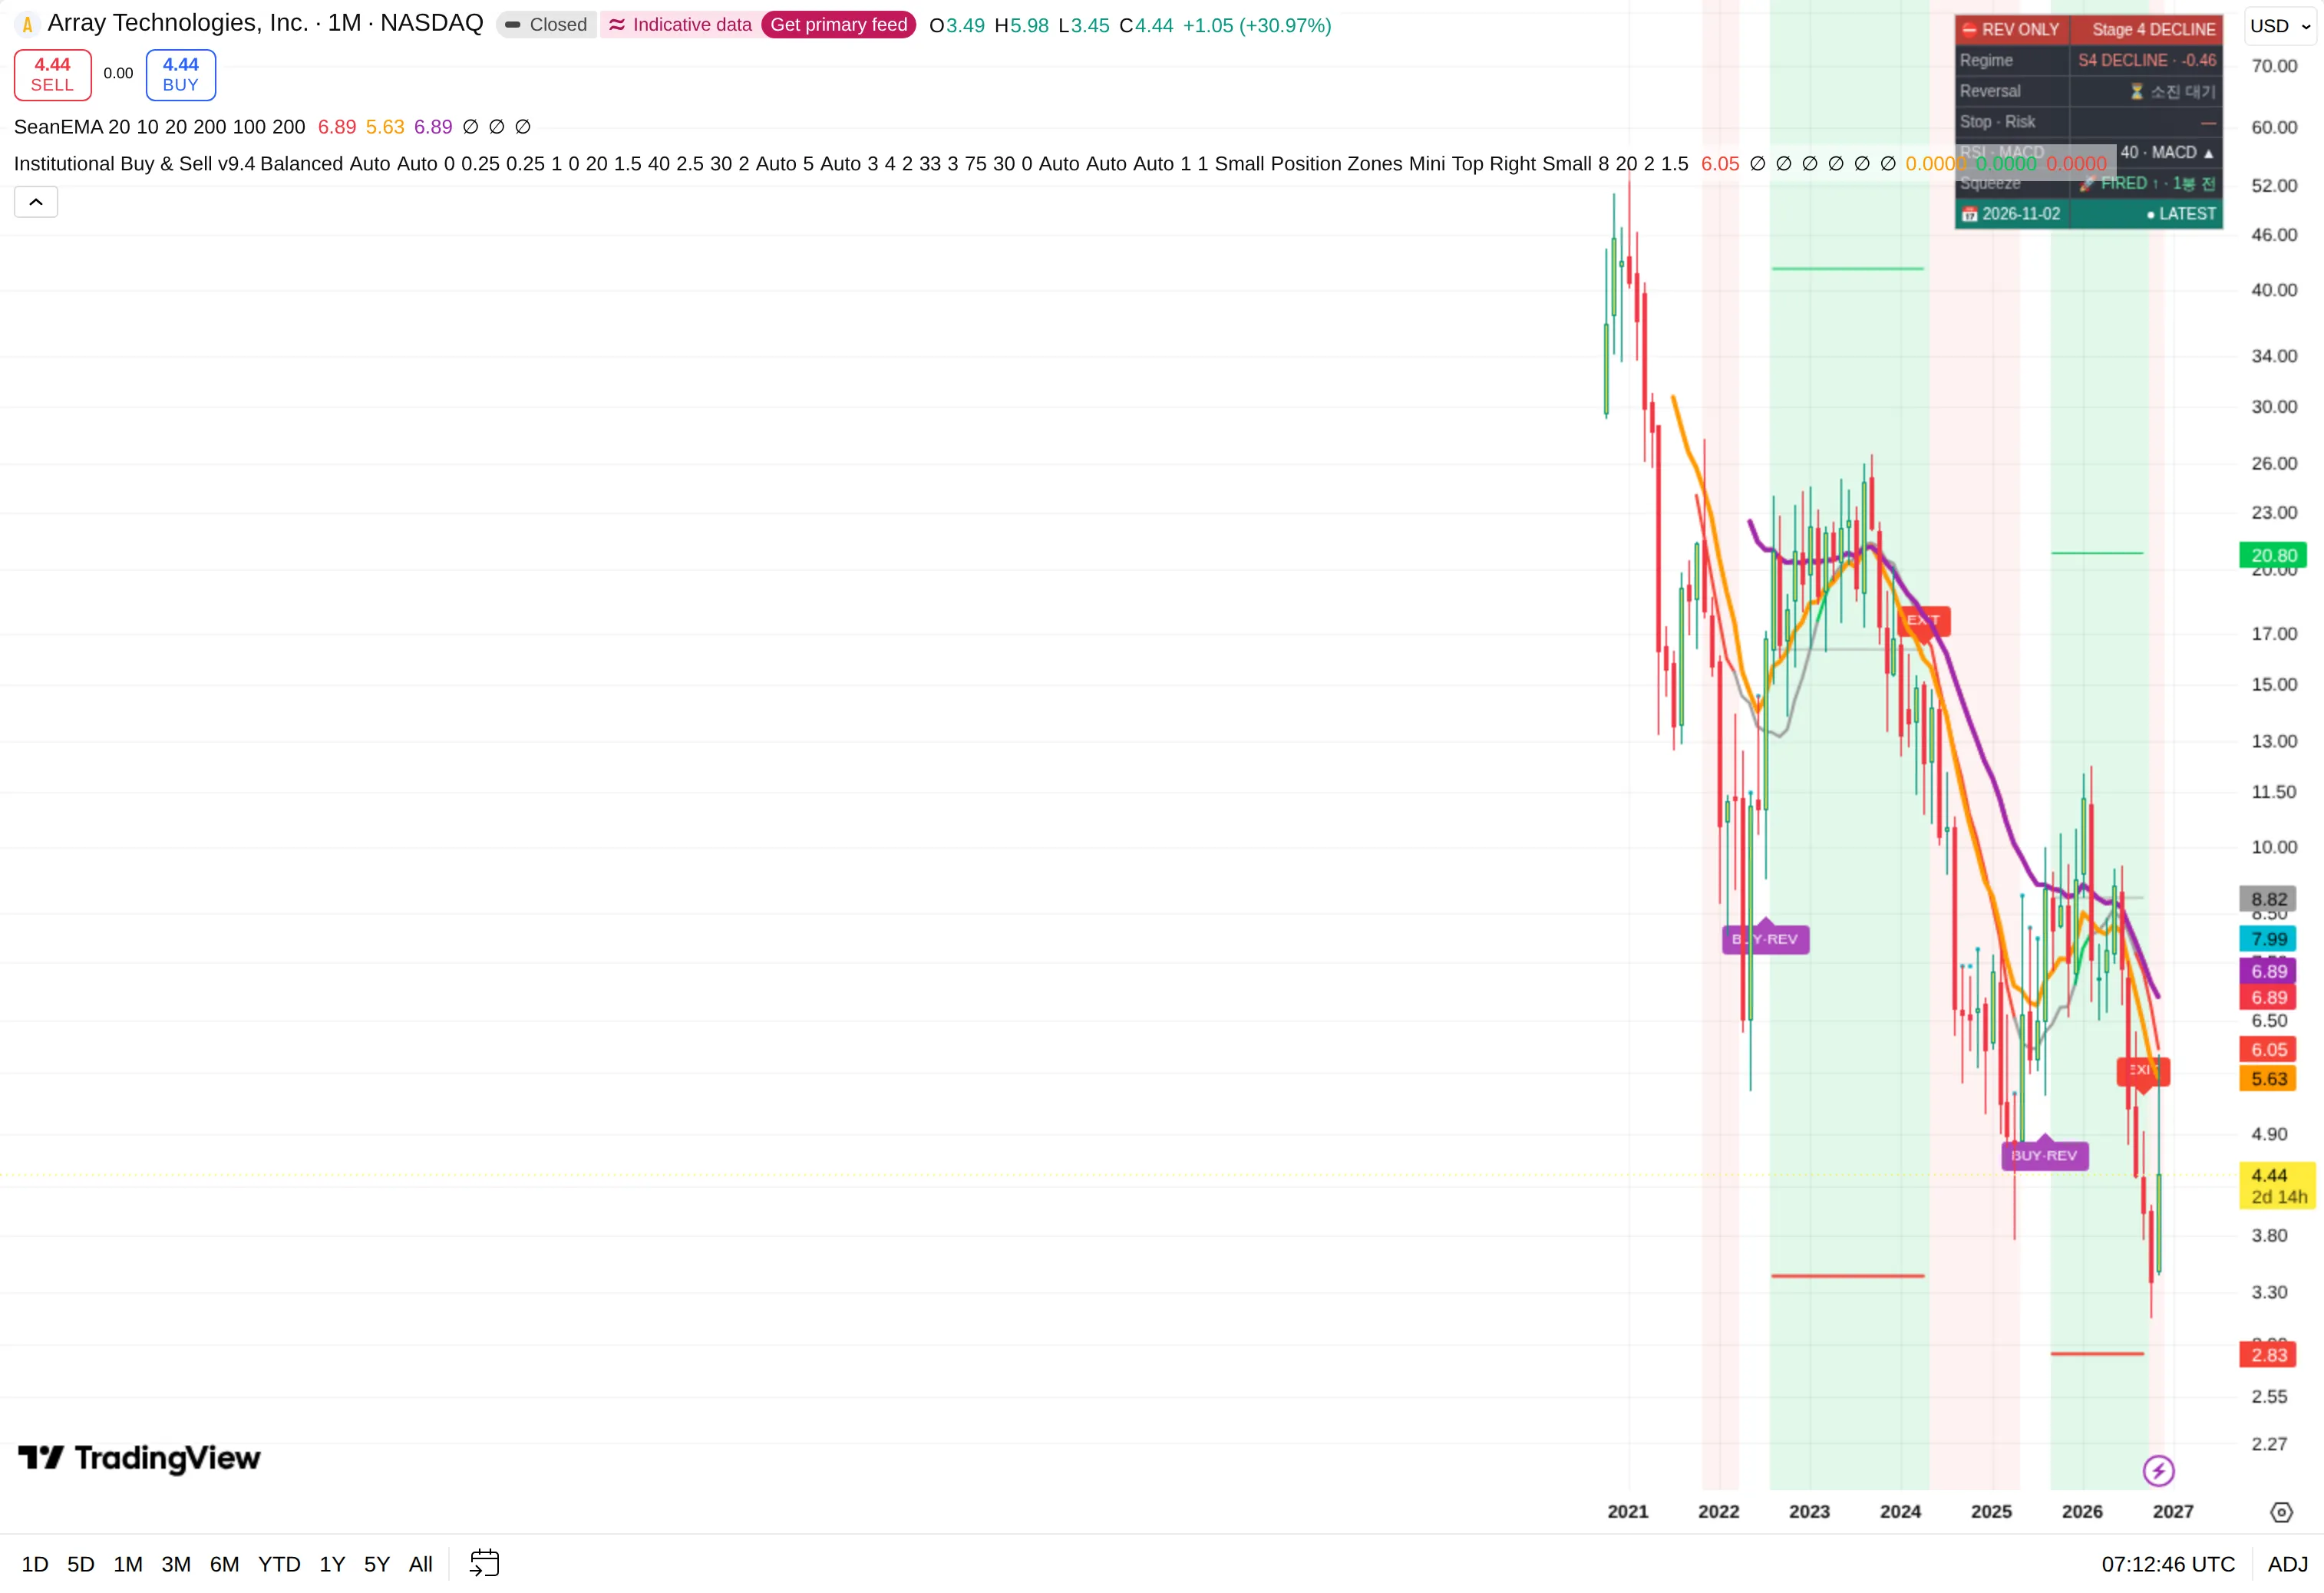 Array Technologies, Inc. · 1M · NASDAQ Closed Indicative data Get primary feed O3.49 H5.98 L3.45 C4.44 +1.05 (+30.97%)
4.44 SELL 0.00 4.44 BUY
SeanEMA 20 10 20 200 100 200 6.89 5.63 6.89 ∅ ∅ ∅
Institutional Buy & Sell v9.4 Balanced Auto Auto 0 0.25 0.25 1 0 20 1.5 40 2.5 30 2 Auto 5 Auto 3 4 2 33 3 75 30 0 Auto Auto Auto 1 1 Small Position Zones Mini Top Right Small 8 20 2 1.5 6.05 ∅ ∅ ∅ ∅ ∅ ∅ 0.0000 0.0000 0.0000
⛔ REV ONLY Stage 4 DECLINE
Regime S4 DECLINE · -0.46
Reversal ⏳ 소진 대기
Stop · Risk —
RSI · MACD 40 · MACD ▲
Squeeze 🚀 FIRED ↑ · 1봉 전
📅 2026-11-02 ● LATEST
USD
70.00
60.00
52.00
46.00
40.00
34.00
30.00
26.00
23.00
20.80
20.00
17.00
15.00
13.00
11.50
10.00
8.82
8.50
7.99
6.89
6.89
6.50
6.05
5.63
4.90
4.44
2d 14h
3.80
3.30
2.83
2.55
2.27
EXIT
BUY-REV
EXIT
BUY-REV
TradingView
2021 2022 2023 2024 2025 2026 2027
1D 5D 1M 3M 6M YTD 1Y 5Y All 07:12:46 UTC ADJ